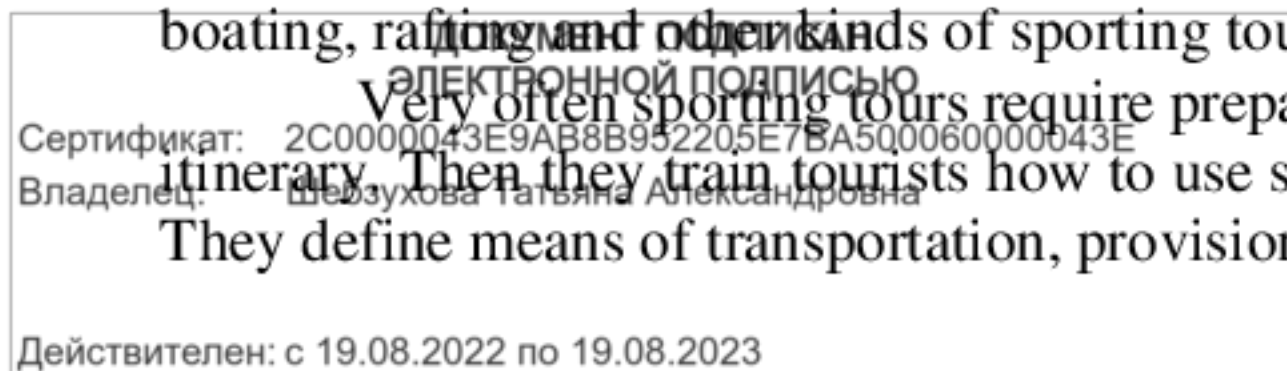 boating, rafting and other kinds of sporting tou
ДОКУМЕНТ ПОДПИСАН
ЭЛЕКТРОННОЙ ПОДПИСЬЮ
Very often sporting tours require prepa
Сертификат: 2C0000043E9AB8B952205E7BA500060000043E
itinerary. Then they train tourists how to use s
Владелец: Шебзухова Татьяна Александровна
They define means of transportation, provision
Действителен: с 19.08.2022 по 19.08.2023